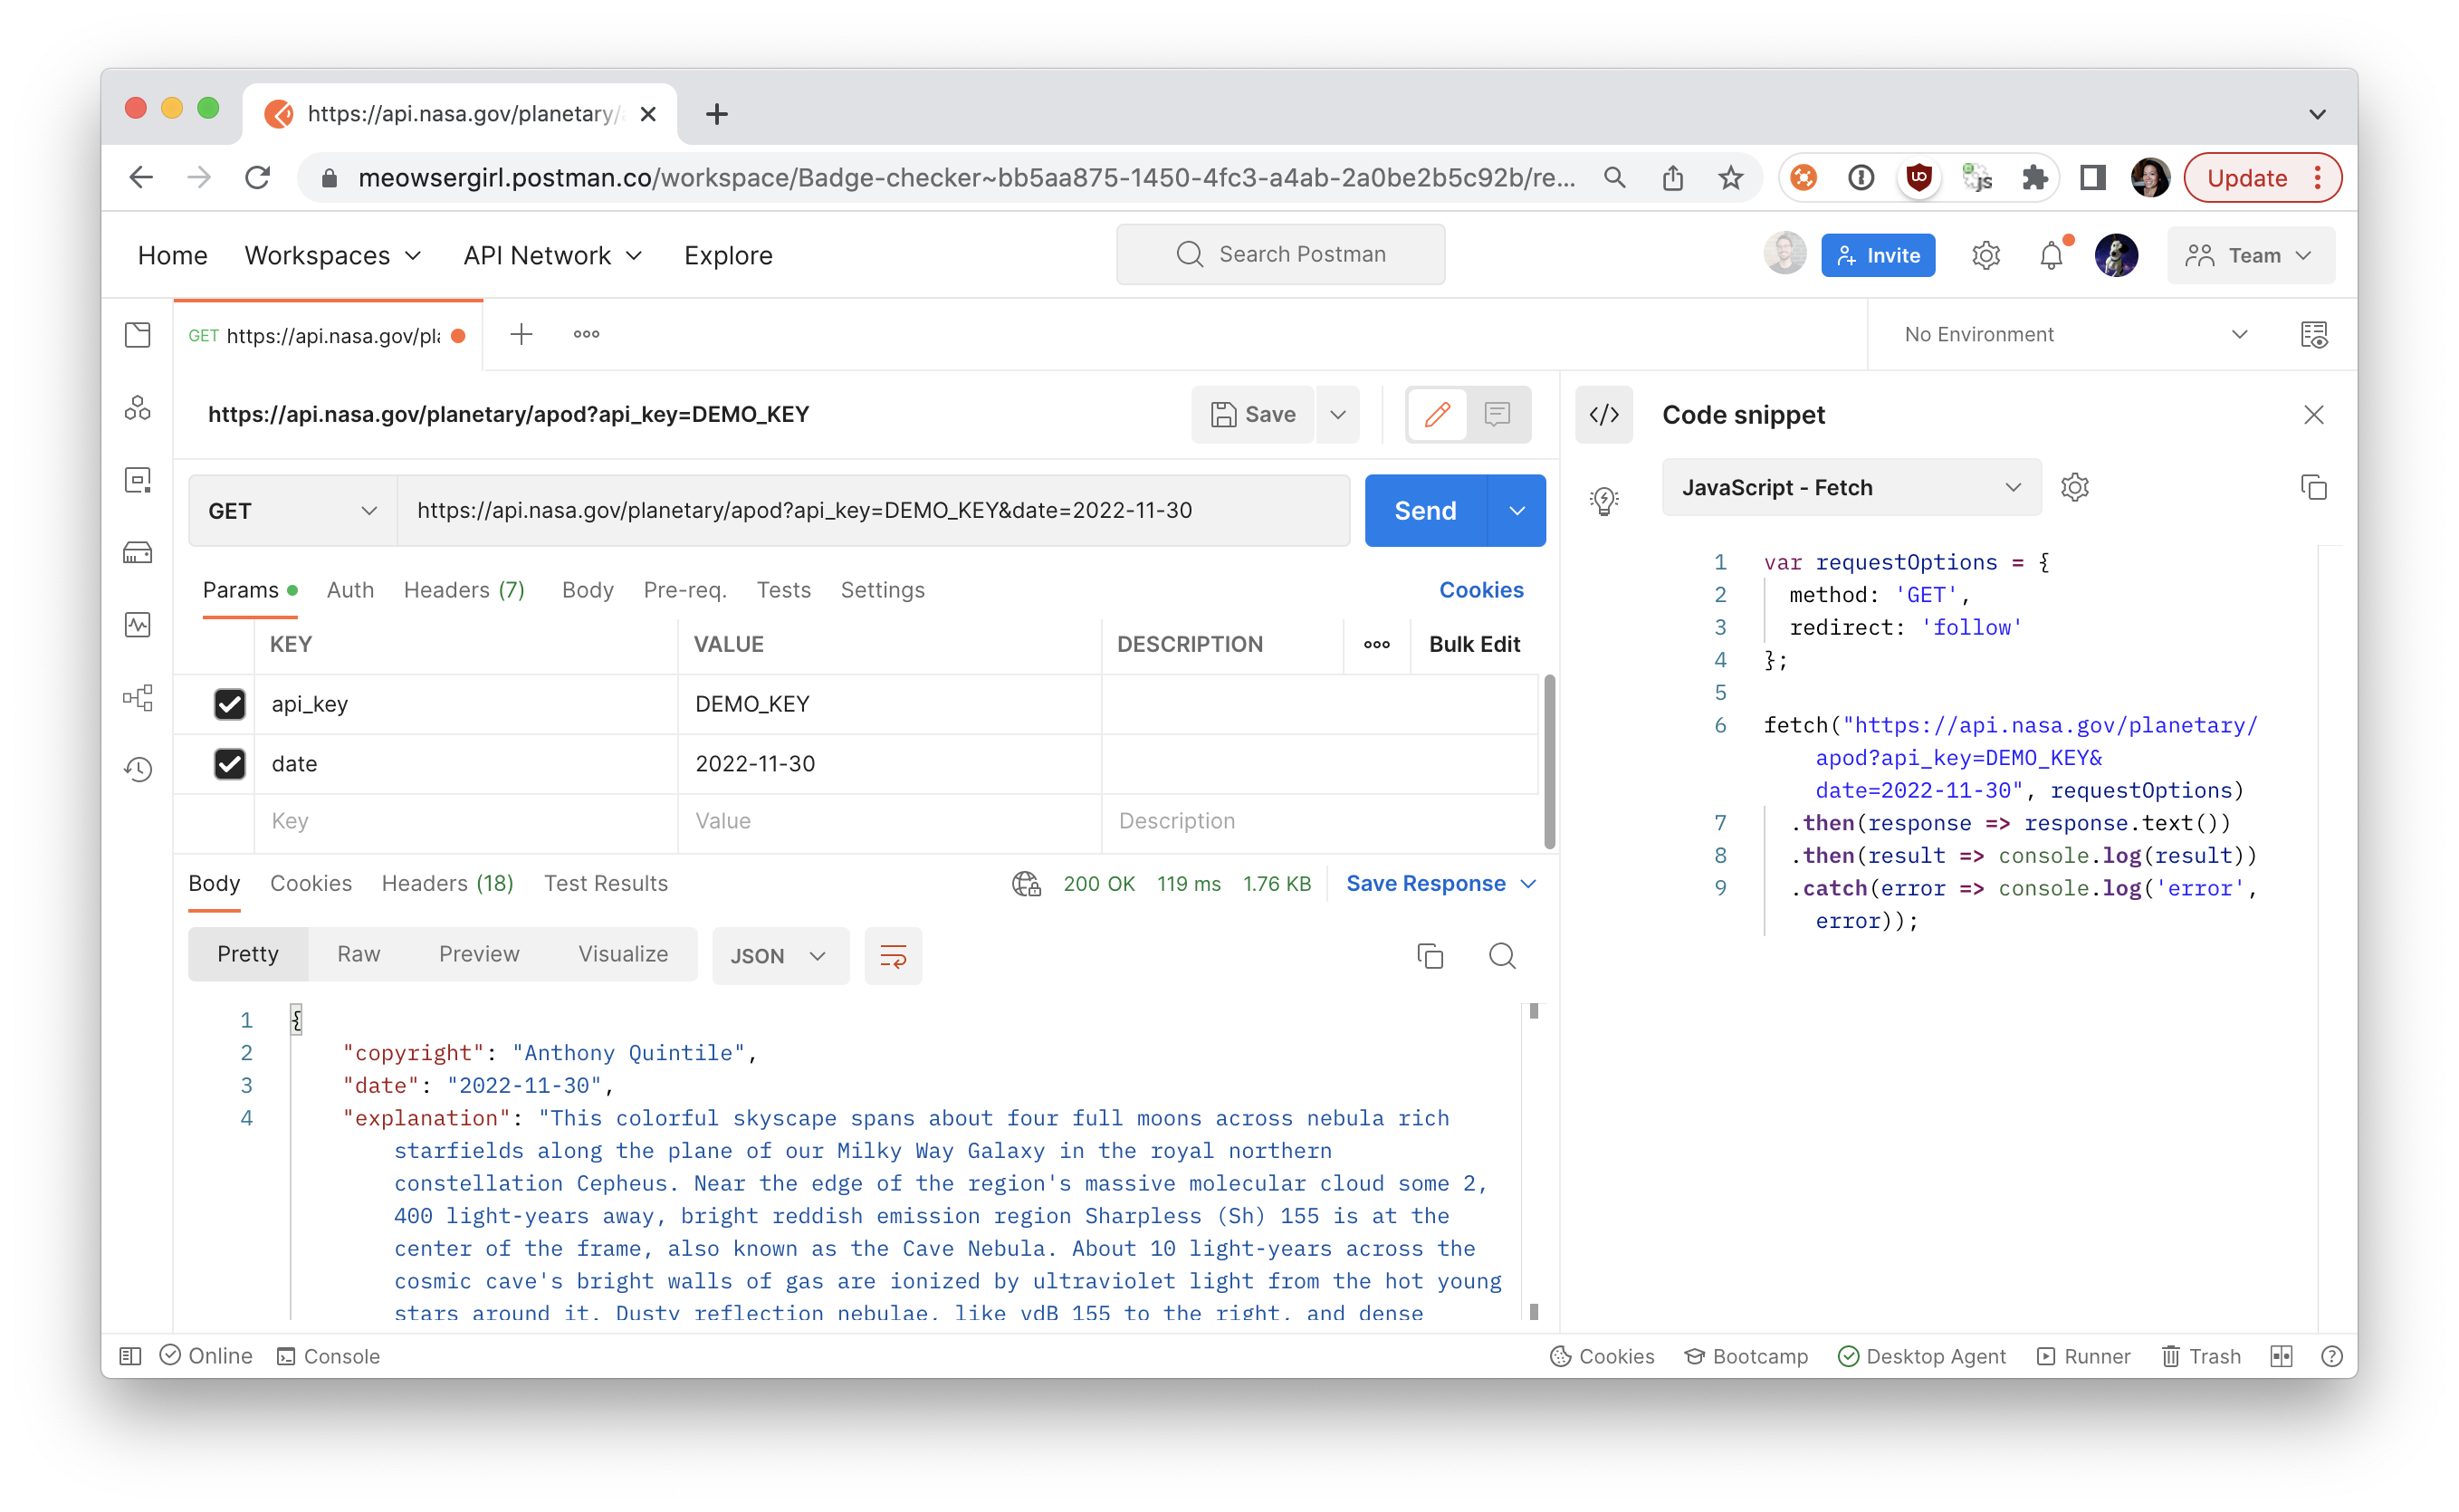 https://api.nasa.gov/planetary/
meowsergirl.postman.co/workspace/Badge-checker~bb5aa875-1450-4fc3-a4ab-2a0be2b5c92b/re...
JS
Update
Home
Workspaces
API Network
Explore
Search Postman
Invite
Team
GET https://api.nasa.gov/pl
No Environment
https://api.nasa.gov/planetary/apod?api_key=DEMO_KEY
Save
GET
https://api.nasa.gov/planetary/apod?api_key=DEMO_KEY&date=2022-11-30
Send
Params
Auth
Headers (7)
Body
Pre-req.
Tests
Settings
Cookies
KEY
VALUE
DESCRIPTION
Bulk Edit
api_key
DEMO_KEY
date
2022-11-30
Key
Value
Description
Body
Cookies
Headers (18)
Test Results
200 OK
119 ms
1.76 KB
Save Response
Pretty
Raw
Preview
Visualize
JSON
1 {
2 "copyright": "Anthony Quintile",
3 "date": "2022-11-30",
4 "explanation": "This colorful skyscape spans about four full moons across nebula rich
starfields along the plane of our Milky Way Galaxy in the royal northern
constellation Cepheus. Near the edge of the region's massive molecular cloud some 2,
400 light-years away, bright reddish emission region Sharpless (Sh) 155 is at the
center of the frame, also known as the Cave Nebula. About 10 light-years across the
cosmic cave's bright walls of gas are ionized by ultraviolet light from the hot young
stars around it. Dusty reflection nebulae, like vdB 155 to the right, and dense
Code snippet
JavaScript - Fetch
1 var requestOptions = {
2 method: 'GET',
3 redirect: 'follow'
4 };
5
6 fetch("https://api.nasa.gov/planetary/
apod?api_key=DEMO_KEY&
date=2022-11-30", requestOptions)
7 .then(response => response.text())
8 .then(result => console.log(result))
9 .catch(error => console.log('error',
error));
Online
Console
Cookies
Bootcamp
Desktop Agent
Runner
Trash